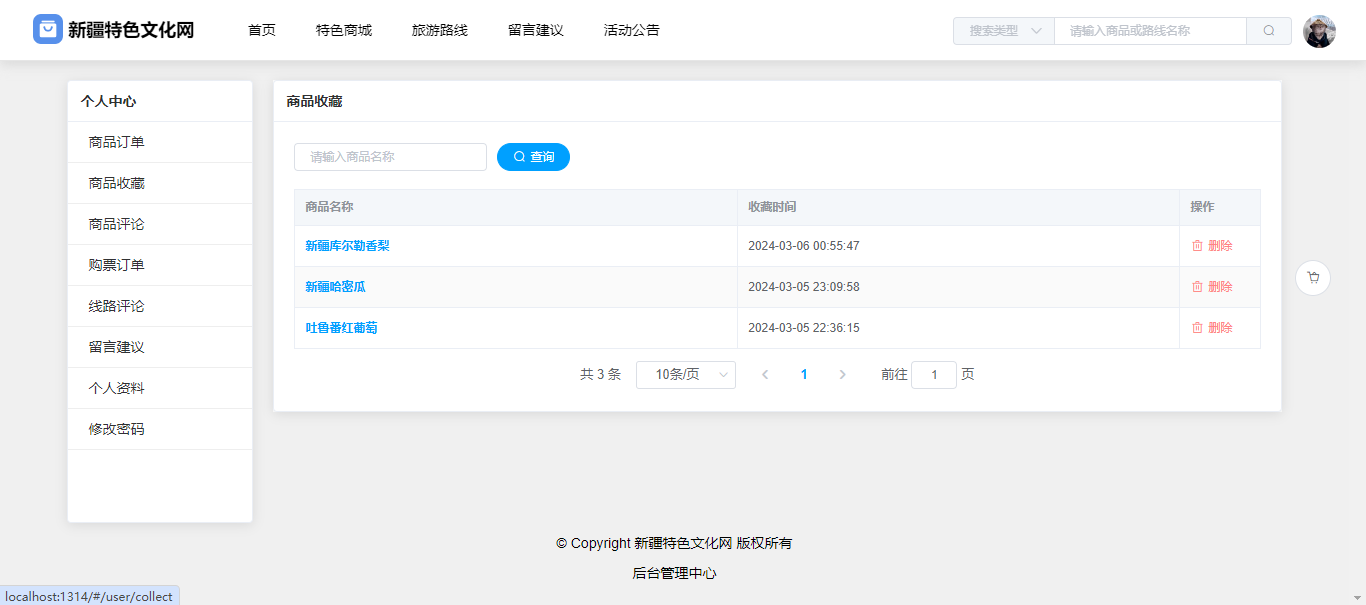 新疆特色文化网 首页 特色商城 旅游路线 留言建议 活动公告 搜索类型 请输入商品或路线名称
个人中心
商品订单
商品收藏
商品评论
购票订单
线路评论
留言建议
个人资料
修改密码
商品收藏
请输入商品名称 查询
商品名称 收藏时间 操作
新疆库尔勒香梨 2024-03-06 00:55:47 删除
新疆哈密瓜 2024-03-05 23:09:58 删除
吐鲁番红葡萄 2024-03-05 22:36:15 删除
共 3 条 10条/页 1 前往 1 页
© Copyright 新疆特色文化网 版权所有
后台管理中心
localhost:1314/#/user/collect